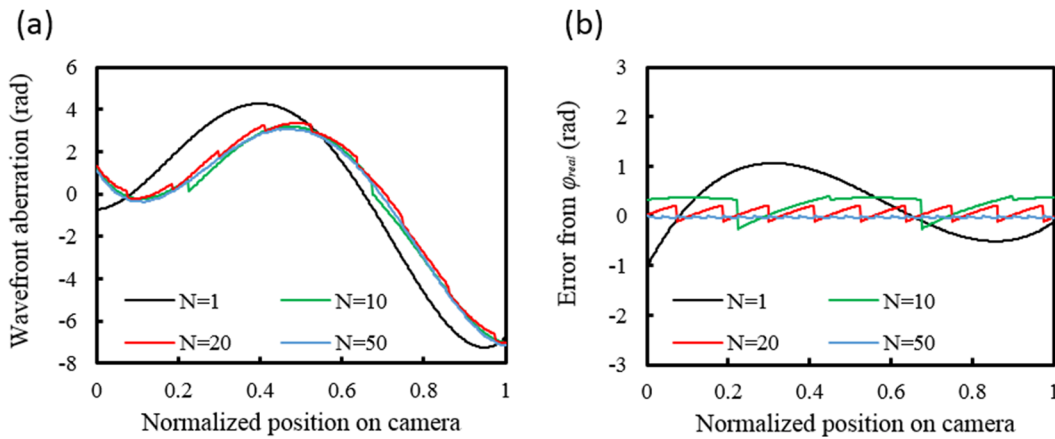 (a)
Wavefront aberration (rad)
6
4
2
0
-2
-4
-6
-8
N=1
N=10
N=20
N=50
0
0.2
0.4
0.6
0.8
1
Normalized position on camera
(b)
Error from φreal (rad)
3
2
1
0
-1
-2
-3
N=1
N=10
N=20
N=50
0
0.2
0.4
0.6
0.8
1
Normalized position on camera